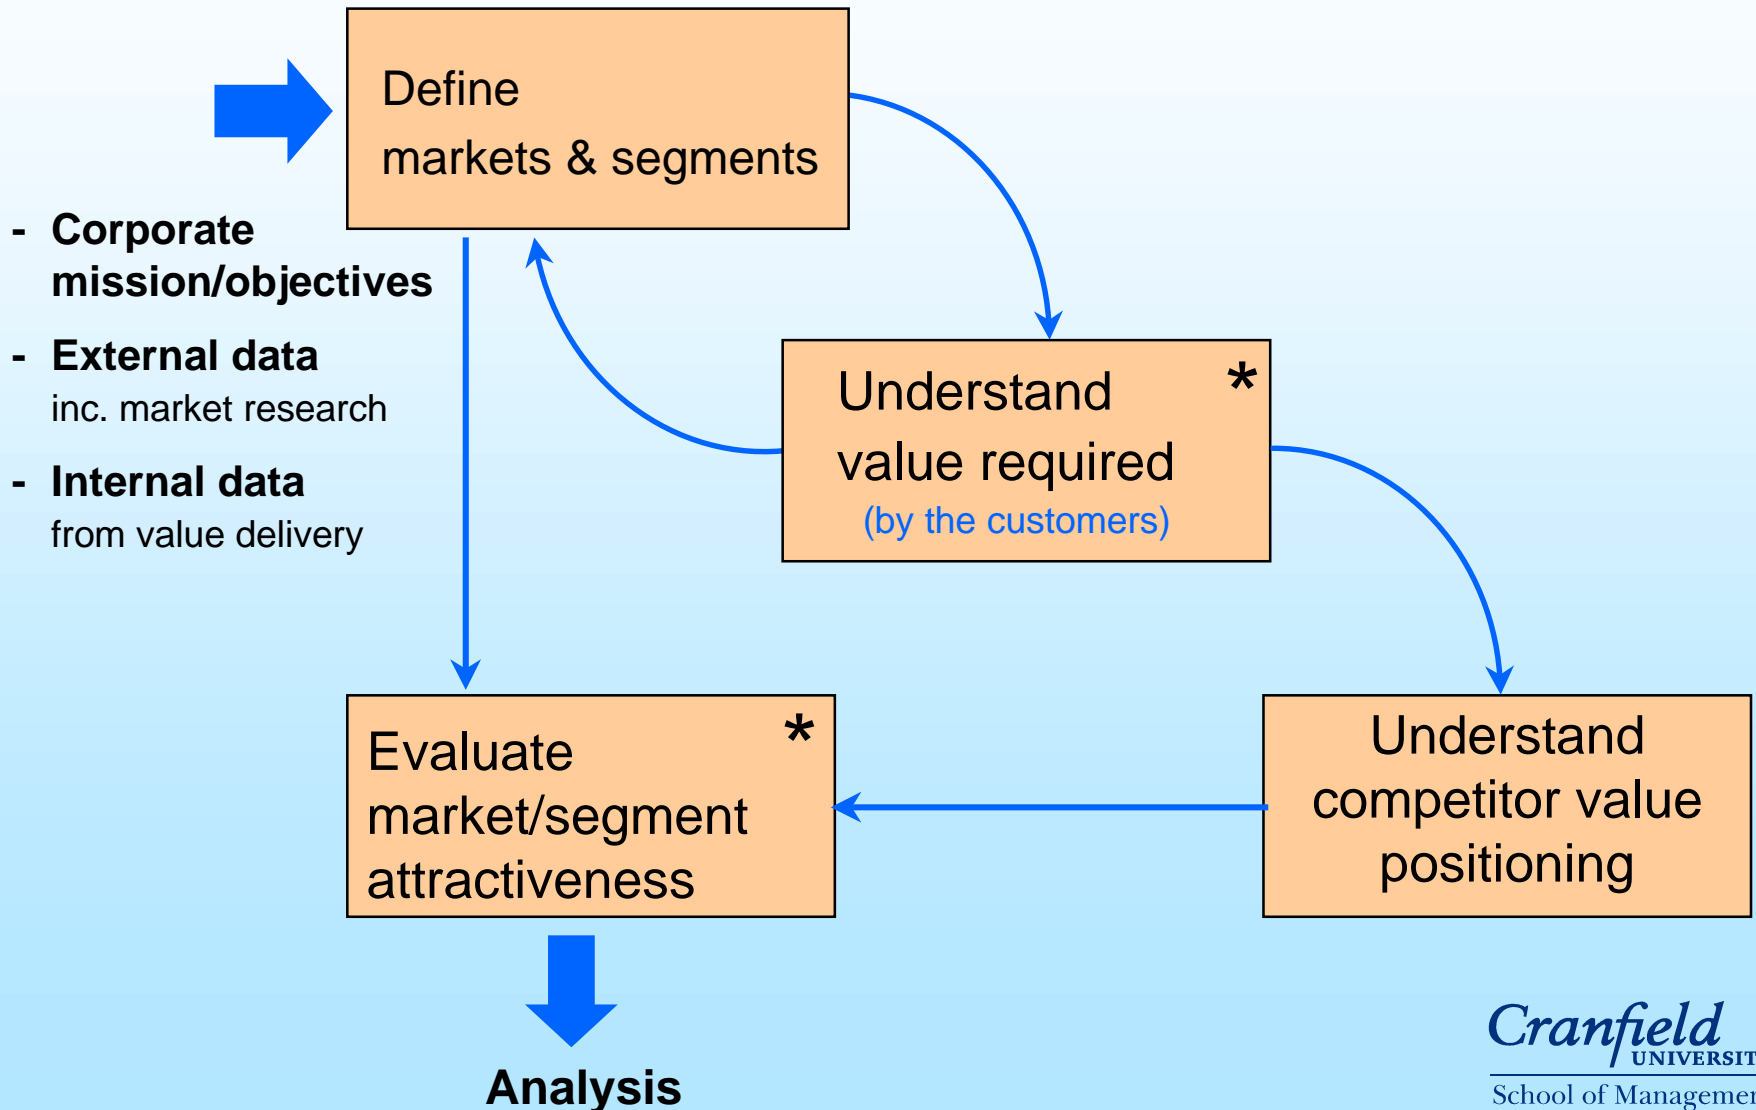 Define
markets & segments
- Corporate
mission/objectives
- External data
inc. market research
- Internal data
from value delivery
Understand *
value required
(by the customers)
Evaluate *
market/segment
attractiveness
Understand
competitor value
positioning
Analysis
Cranfield
UNIVERSIT
School of Managemen